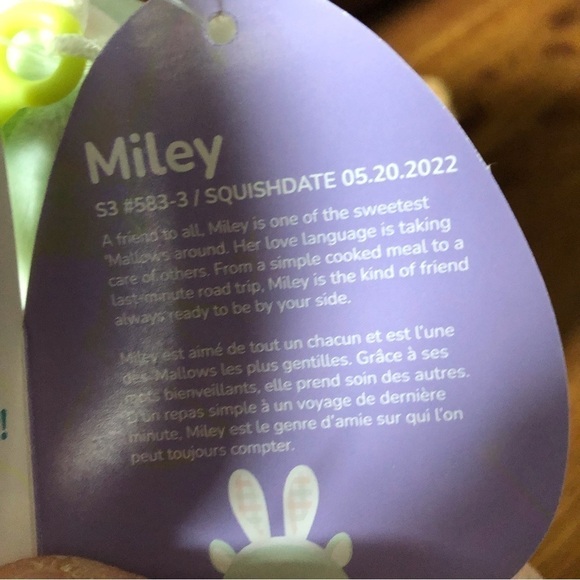 Miley
S3 #583-3 / SQUISHDATE 05.20.2022
A friend to all, Miley is one of the sweetest
'Mallows around. Her love language is taking
care of others. From a simple cooked meal to a
last-minute road trip, Miley is the kind of friend
always ready to be by your side.
Miley est aimé de tout un chacun et est l'une
des Mallows les plus gentilles. Grâce à ses
mots bienveillants, elle prend soin des autres.
D'un repas simple à un voyage de dernière
minute, Miley est le genre d'amie sur qui l'on
peut toujours compter.
!